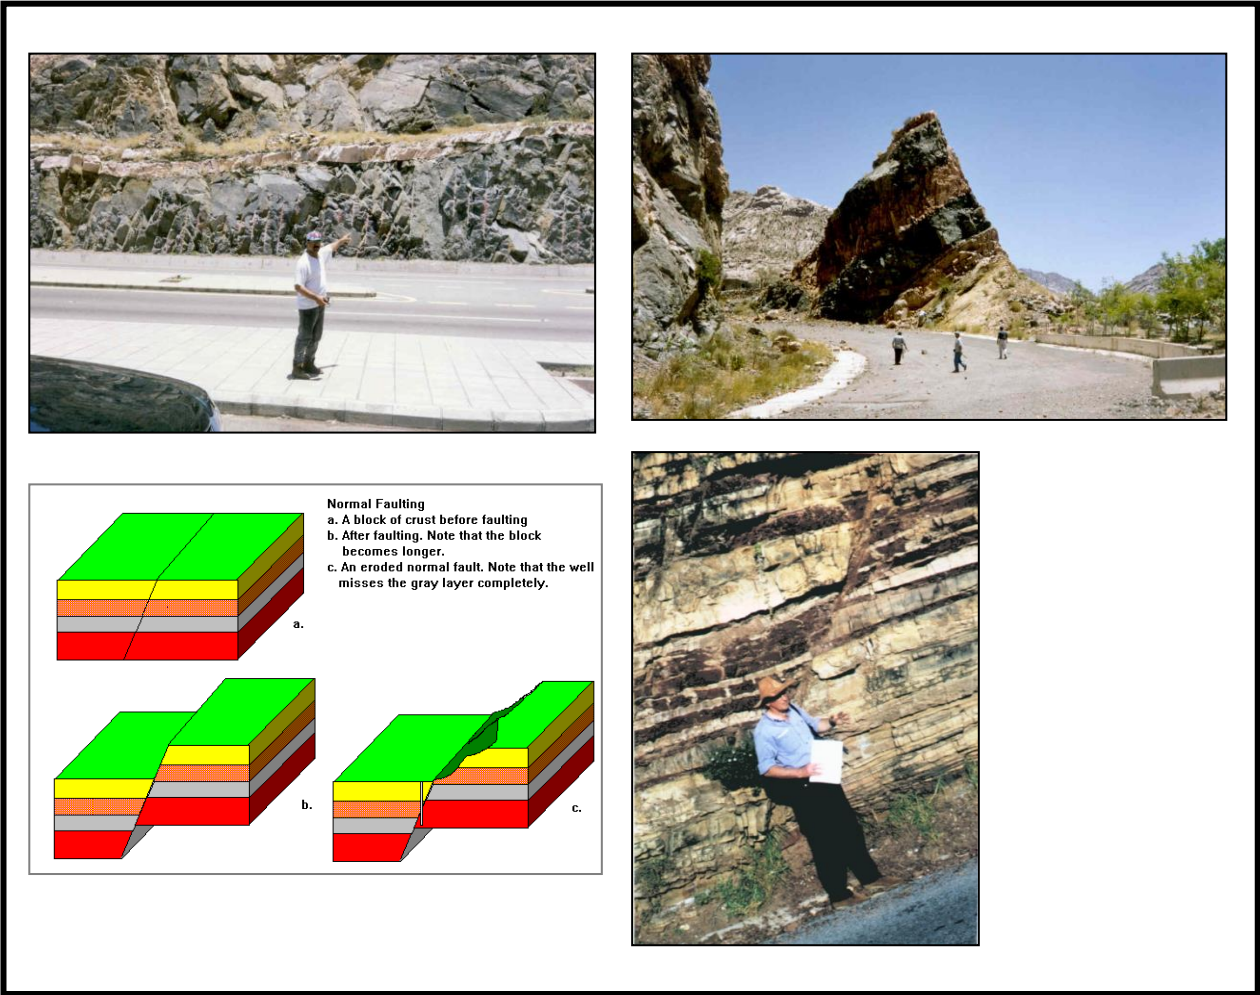 Normal Faulting
a. A block of crust before faulting
b. After faulting. Note that the block
becomes longer.
c. An eroded normal fault. Note that the well
misses the gray layer completely.
a.
b.
c.